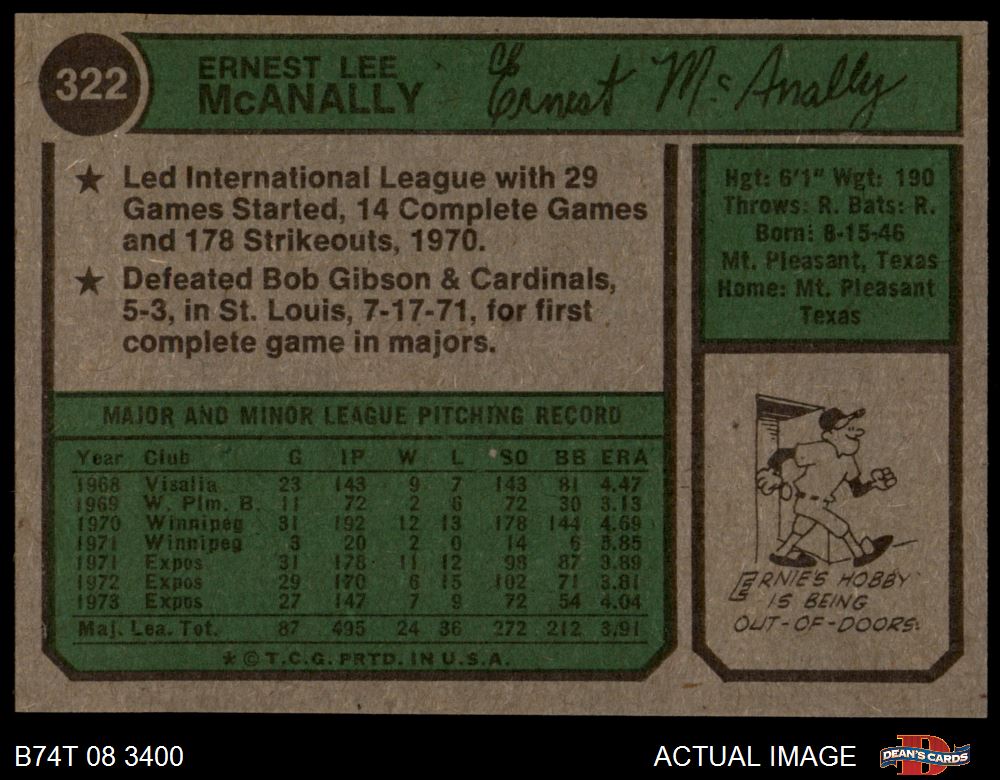 322
ERNEST LEE
McANALLY
Ernest McAnally
★ Led International League with 29
Games Started, 14 Complete Games
and 178 Strikeouts, 1970.
★ Defeated Bob Gibson & Cardinals,
5-3, in St. Louis, 7-17-71, for first
complete game in majors.
Hgt: 6'1" Wgt: 190
Throws: R. Bats: R.
Born: 8-15-46
Mt. Pleasant, Texas
Home: Mt. Pleasant
Texas
MAJOR AND MINOR LEAGUE PITCHING RECORD
Year Club G IP W L SO BB ERA
1968 Visalia 23 143 9 7 143 81 4.47
1969 W. Plm. B. 11 72 2 6 72 30 3.13
1970 Winnipeg 31 192 12 13 178 144 4.69
1971 Winnipeg 3 20 2 0 14 6 5.85
1971 Expos 31 178 11 12 98 87 3.89
1972 Expos 29 170 6 15 102 71 3.81
1973 Expos 27 147 7 9 72 54 4.04
Maj. Lea. Tot. 87 495 24 36 272 212 3.91
* © T.C.G. PRTD. IN U.S.A.
ERNIE'S HOBBY
IS BEING
OUT-OF-DOORS.
B74T 08 3400
ACTUAL IMAGE
DEAN'S CARDS